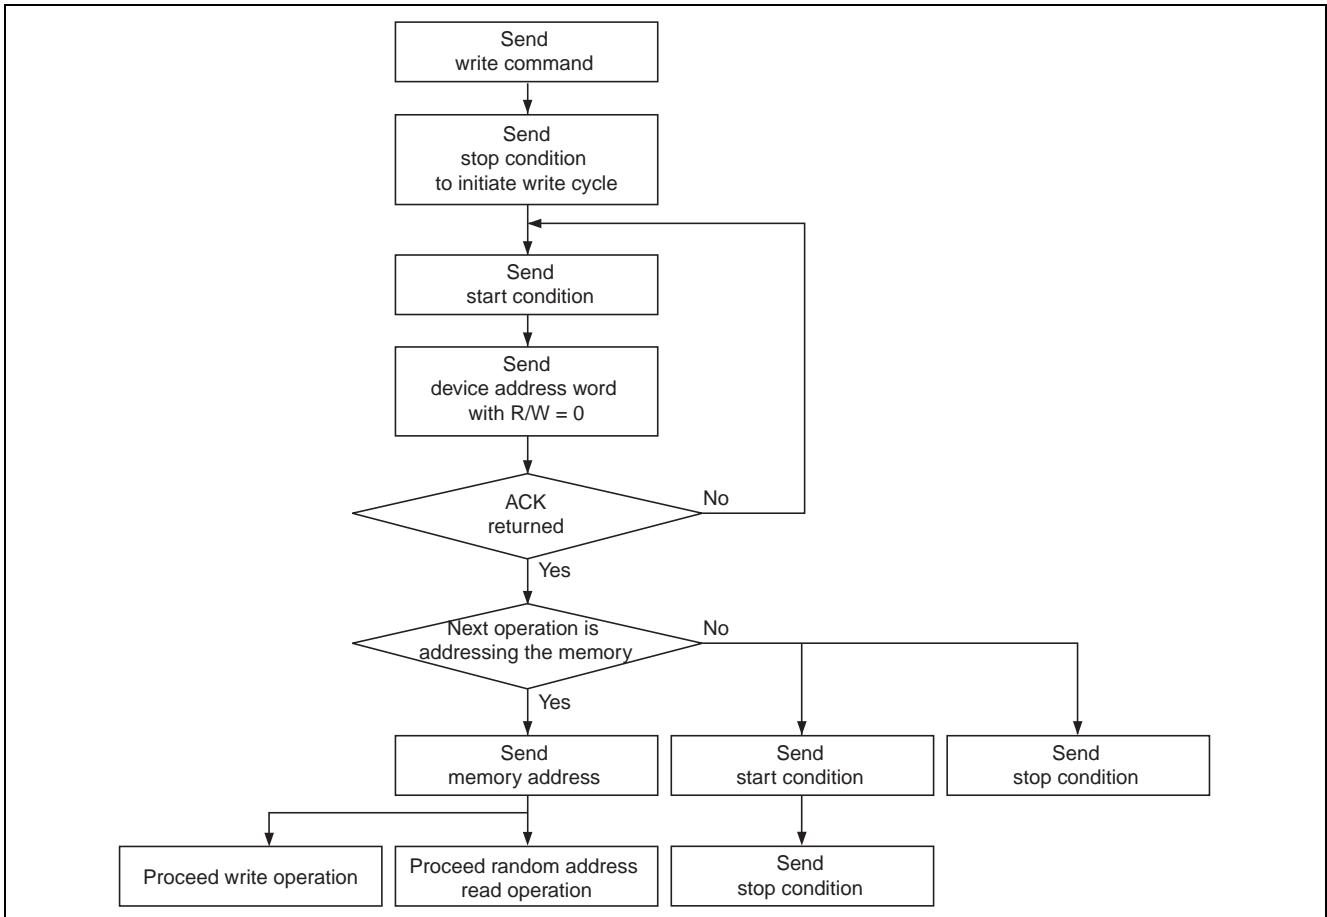 Send
write command
Send
stop condition
to initiate write cycle
Send
start condition
Send
device address word
with R/W = 0
ACK
returned
No
Yes
Next operation is
addressing the memory
No
Yes
Send
memory address
Send
start condition
Send
stop condition
Proceed write operation
Proceed random address
read operation
Send
stop condition